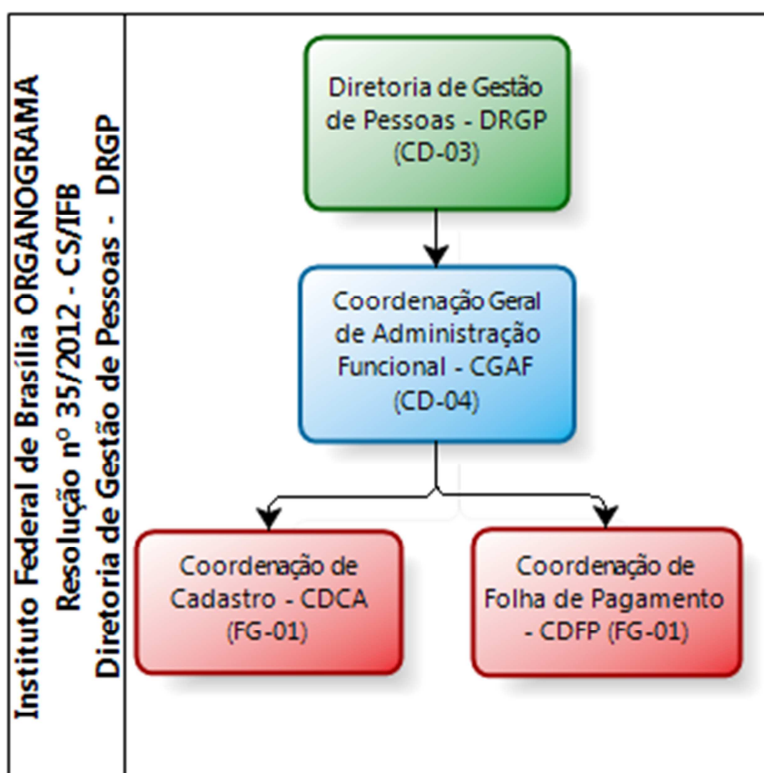 Instituto Federal de Brasília ORGANOGRAMA
Resolução nº 35/2012 - CS/IFB
Diretoria de Gestão de Pessoas - DRGP
Diretoria de Gestão
de Pessoas - DRGP
(CD-03)
Coordenação Geral
de Administração
Funcional - CGAF
(CD-04)
Coordenação de
Cadastro - CDCA
(FG-01)
Coordenação de
Folha de Pagamento
- CDFP (FG-01)